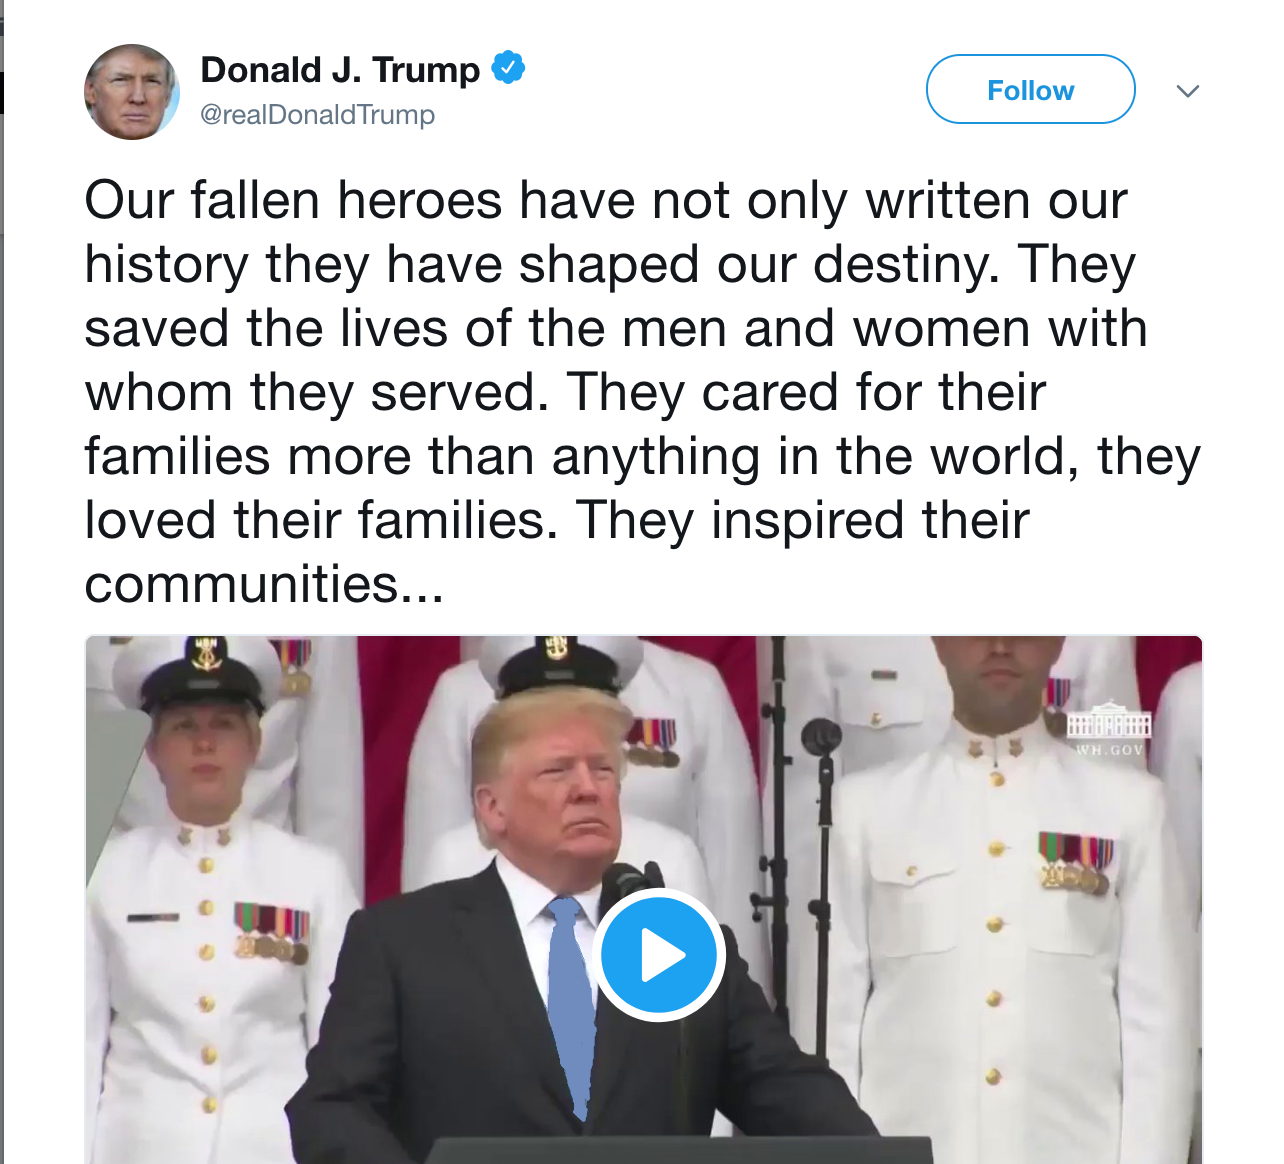 Donald J. Trump
@realDonaldTrump
Follow
Our fallen heroes have not only written our
history they have shaped our destiny. They
saved the lives of the men and women with
whom they served. They cared for their
families more than anything in the world, they
loved their families. They inspired their
communities...
USN
WH.GOV